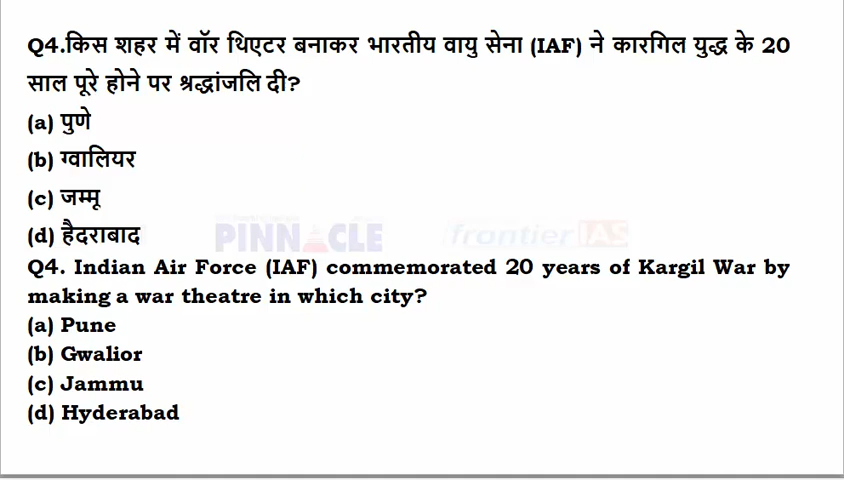 Q4.किस शहर में वॉर थिएटर बनाकर भारतीय वायु सेना (IAF) ने कारगिल युद्ध के 20
साल पूरे होने पर श्रद्धांजलि दी?
(a) पुणे
(b) ग्वालियर
(c) जम्मू
(d) हैदराबाद
PINNACLE frontier IAS
Q4. Indian Air Force (IAF) commemorated 20 years of Kargil War by
making a war theatre in which city?
(a) Pune
(b) Gwalior
(c) Jammu
(d) Hyderabad